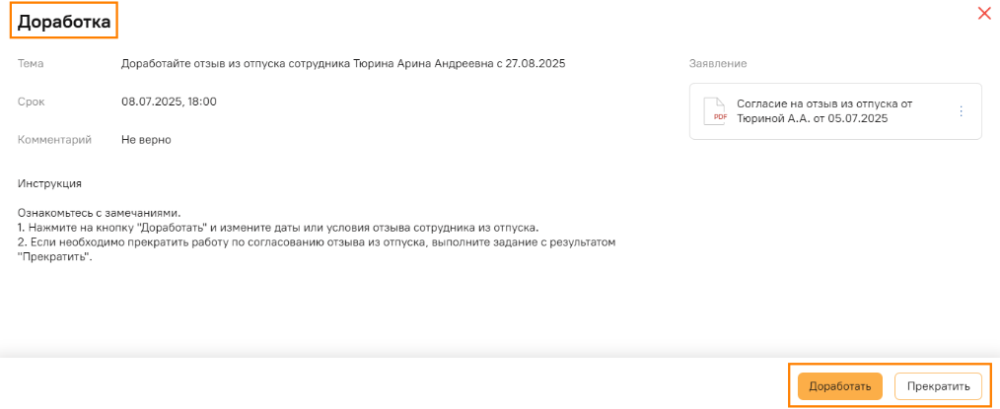 Доработка
Тема
Доработайте отзыв из отпуска сотрудника Тюрина Арина Андреевна с 27.08.2025
Срок
08.07.2025, 18:00
Комментарий
Не верно
Заявление
PDF
Согласие на отзыв из отпуска от
Тюриной А.А. от 05.07.2025
Инструкция
Ознакомьтесь с замечаниями.
1. Нажмите на кнопку "Доработать" и измените даты или условия отзыва сотрудника из отпуска.
2. Если необходимо прекратить работу по согласованию отзыва из отпуска, выполните задание с результатом
"Прекратить".
Доработать
Прекратить